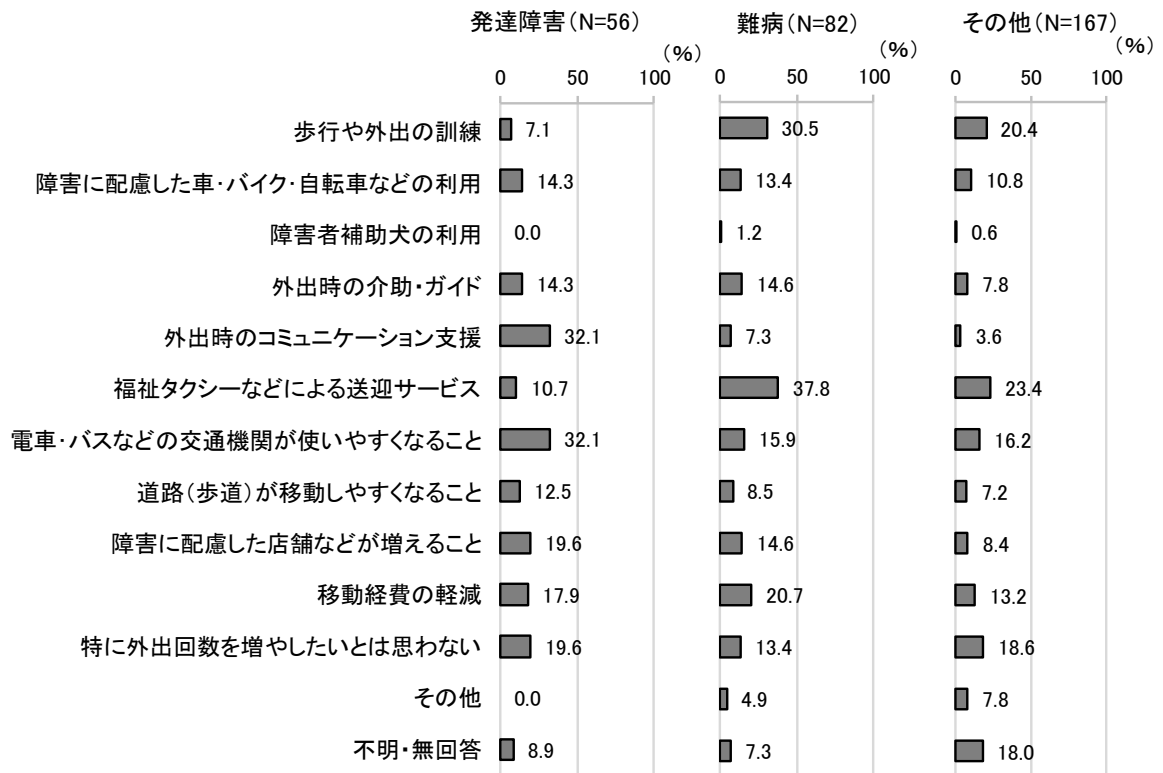 発達障害(N=56) 難病(N=82) その他(N=167)
(%) (%) (%)
0 50 100 0 50 100 0 50 100
歩行や外出の訓練 7.1 30.5 20.4
障害に配慮した車・バイク・自転車などの利用 14.3 13.4 10.8
障害者補助犬の利用 0.0 1.2 0.6
外出時の介助・ガイド 14.3 14.6 7.8
外出時のコミュニケーション支援 32.1 7.3 3.6
福祉タクシーなどによる送迎サービス 10.7 37.8 23.4
電車・バスなどの交通機関が使いやすくなること 32.1 15.9 16.2
道路(歩道)が移動しやすくなること 12.5 8.5 7.2
障害に配慮した店舗などが増えること 19.6 14.6 8.4
移動経費の軽減 17.9 20.7 13.2
特に外出回数を増やしたいとは思わない 19.6 13.4 18.6
その他 0.0 4.9 7.8
不明・無回答 8.9 7.3 18.0